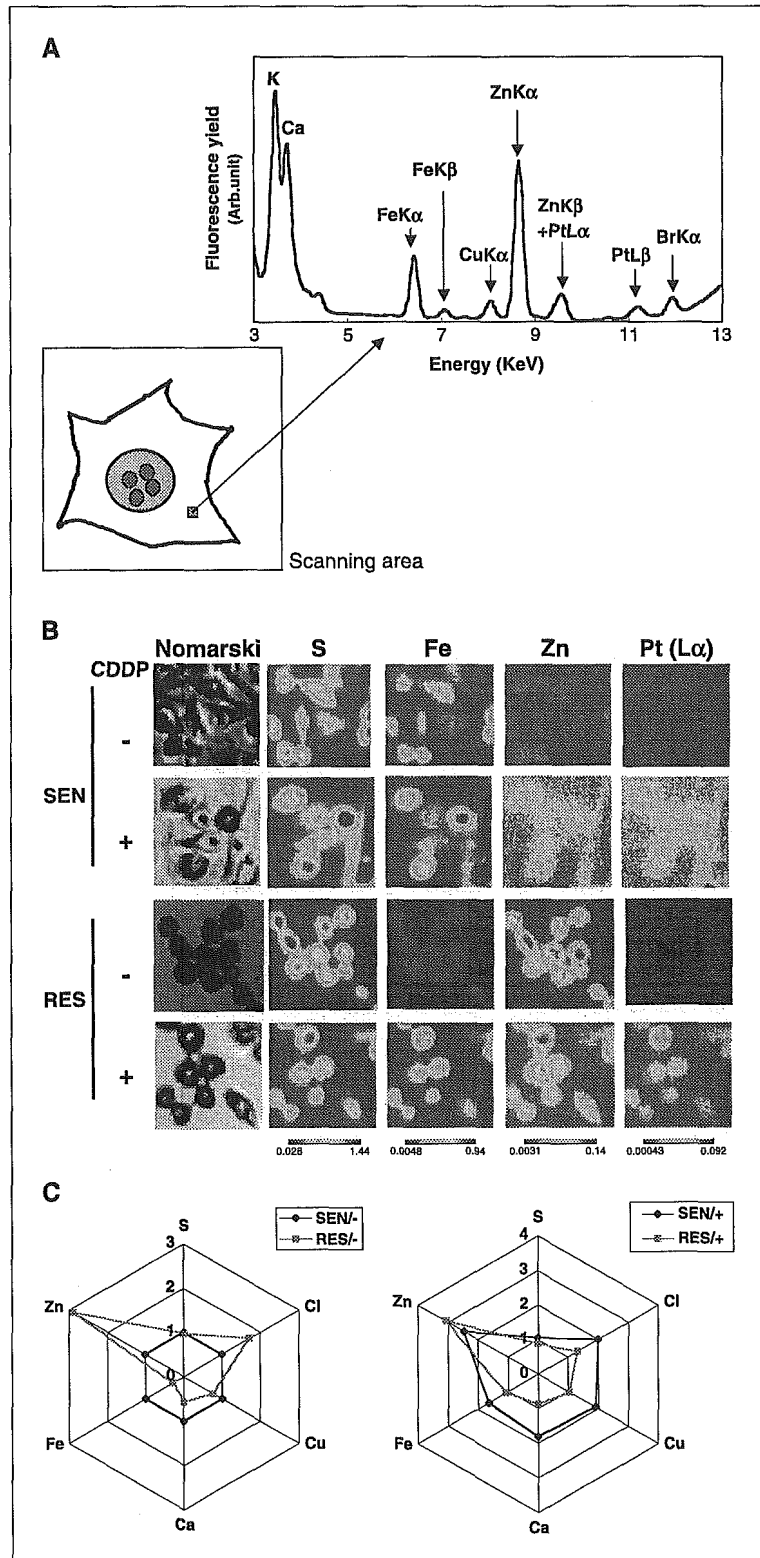 A
K
Ca
FeKα
FeKβ
CuKα
ZnKα
ZnKβ
+PtLα
PtLβ
BrKα
Fluorescence yield
(Arb.unit)
3 5 7 9 11 13
Energy (KeV)
Scanning area
B
CDDP Nomarski S Fe Zn Pt (Lα)
SEN
-
+
RES
-
+
0.028 1.44 0.0048 0.94 0.0031 0.14 0.00043 0.092
C
SEN/-
RES/-
S
3
2
1
0
Zn
Cl
Fe
Cu
Ca
SEN/+
RES/+
S
4
3
2
1
0
Zn
Cl
Fe
Cu
Ca